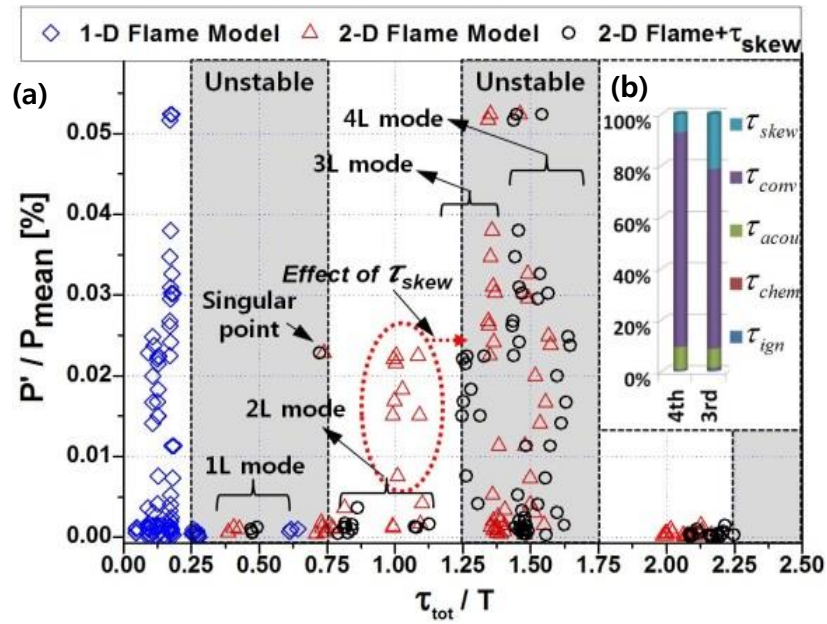 1-D Flame Model 2-D Flame Model 2-D Flame+τskew
(a)
Unstable
Unstable
(b)
4L mode
3L mode
Effect of τskew
Singular point
2L mode
1L mode
P' / Pmean [%]
0.05
0.04
0.03
0.02
0.01
0.00
0.00 0.25 0.50 0.75 1.00 1.25 1.50 1.75 2.00 2.25 2.50
τtot / T
100%
80%
60%
40%
20%
0%
4th
3rd
τskew
τconv
τacou
τchem
τign